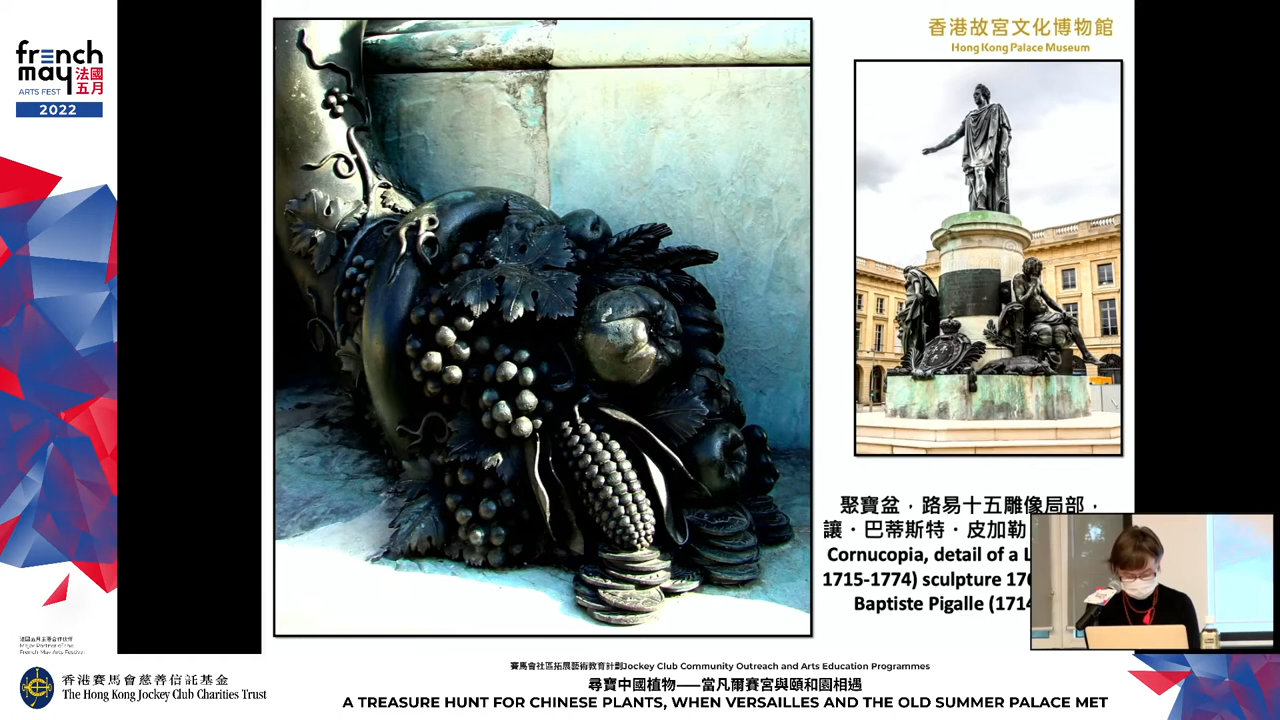 french
may 法國
五月
ARTS FEST
2022
香港故宮文化博物館
Hong Kong Palace Museum
聚寶盆，路易十五雕像局部，
讓·巴蒂斯特·皮加勒
Cornucopia, detail of a L
1715-1774) sculpture 176
Baptiste Pigalle (1714
法國五月主要合作伙伴
Major Partner of the
French May Arts Festival
香港賽馬會慈善信託基金
The Hong Kong Jockey Club Charities Trust
賽馬會社區拓展藝術教育計劃Jockey Club Community Outreach and Arts Education Programmes
尋寶中國植物——當凡爾賽宮與頤和園相遇
A TREASURE HUNT FOR CHINESE PLANTS, WHEN VERSAILLES AND THE OLD SUMMER PALACE MET